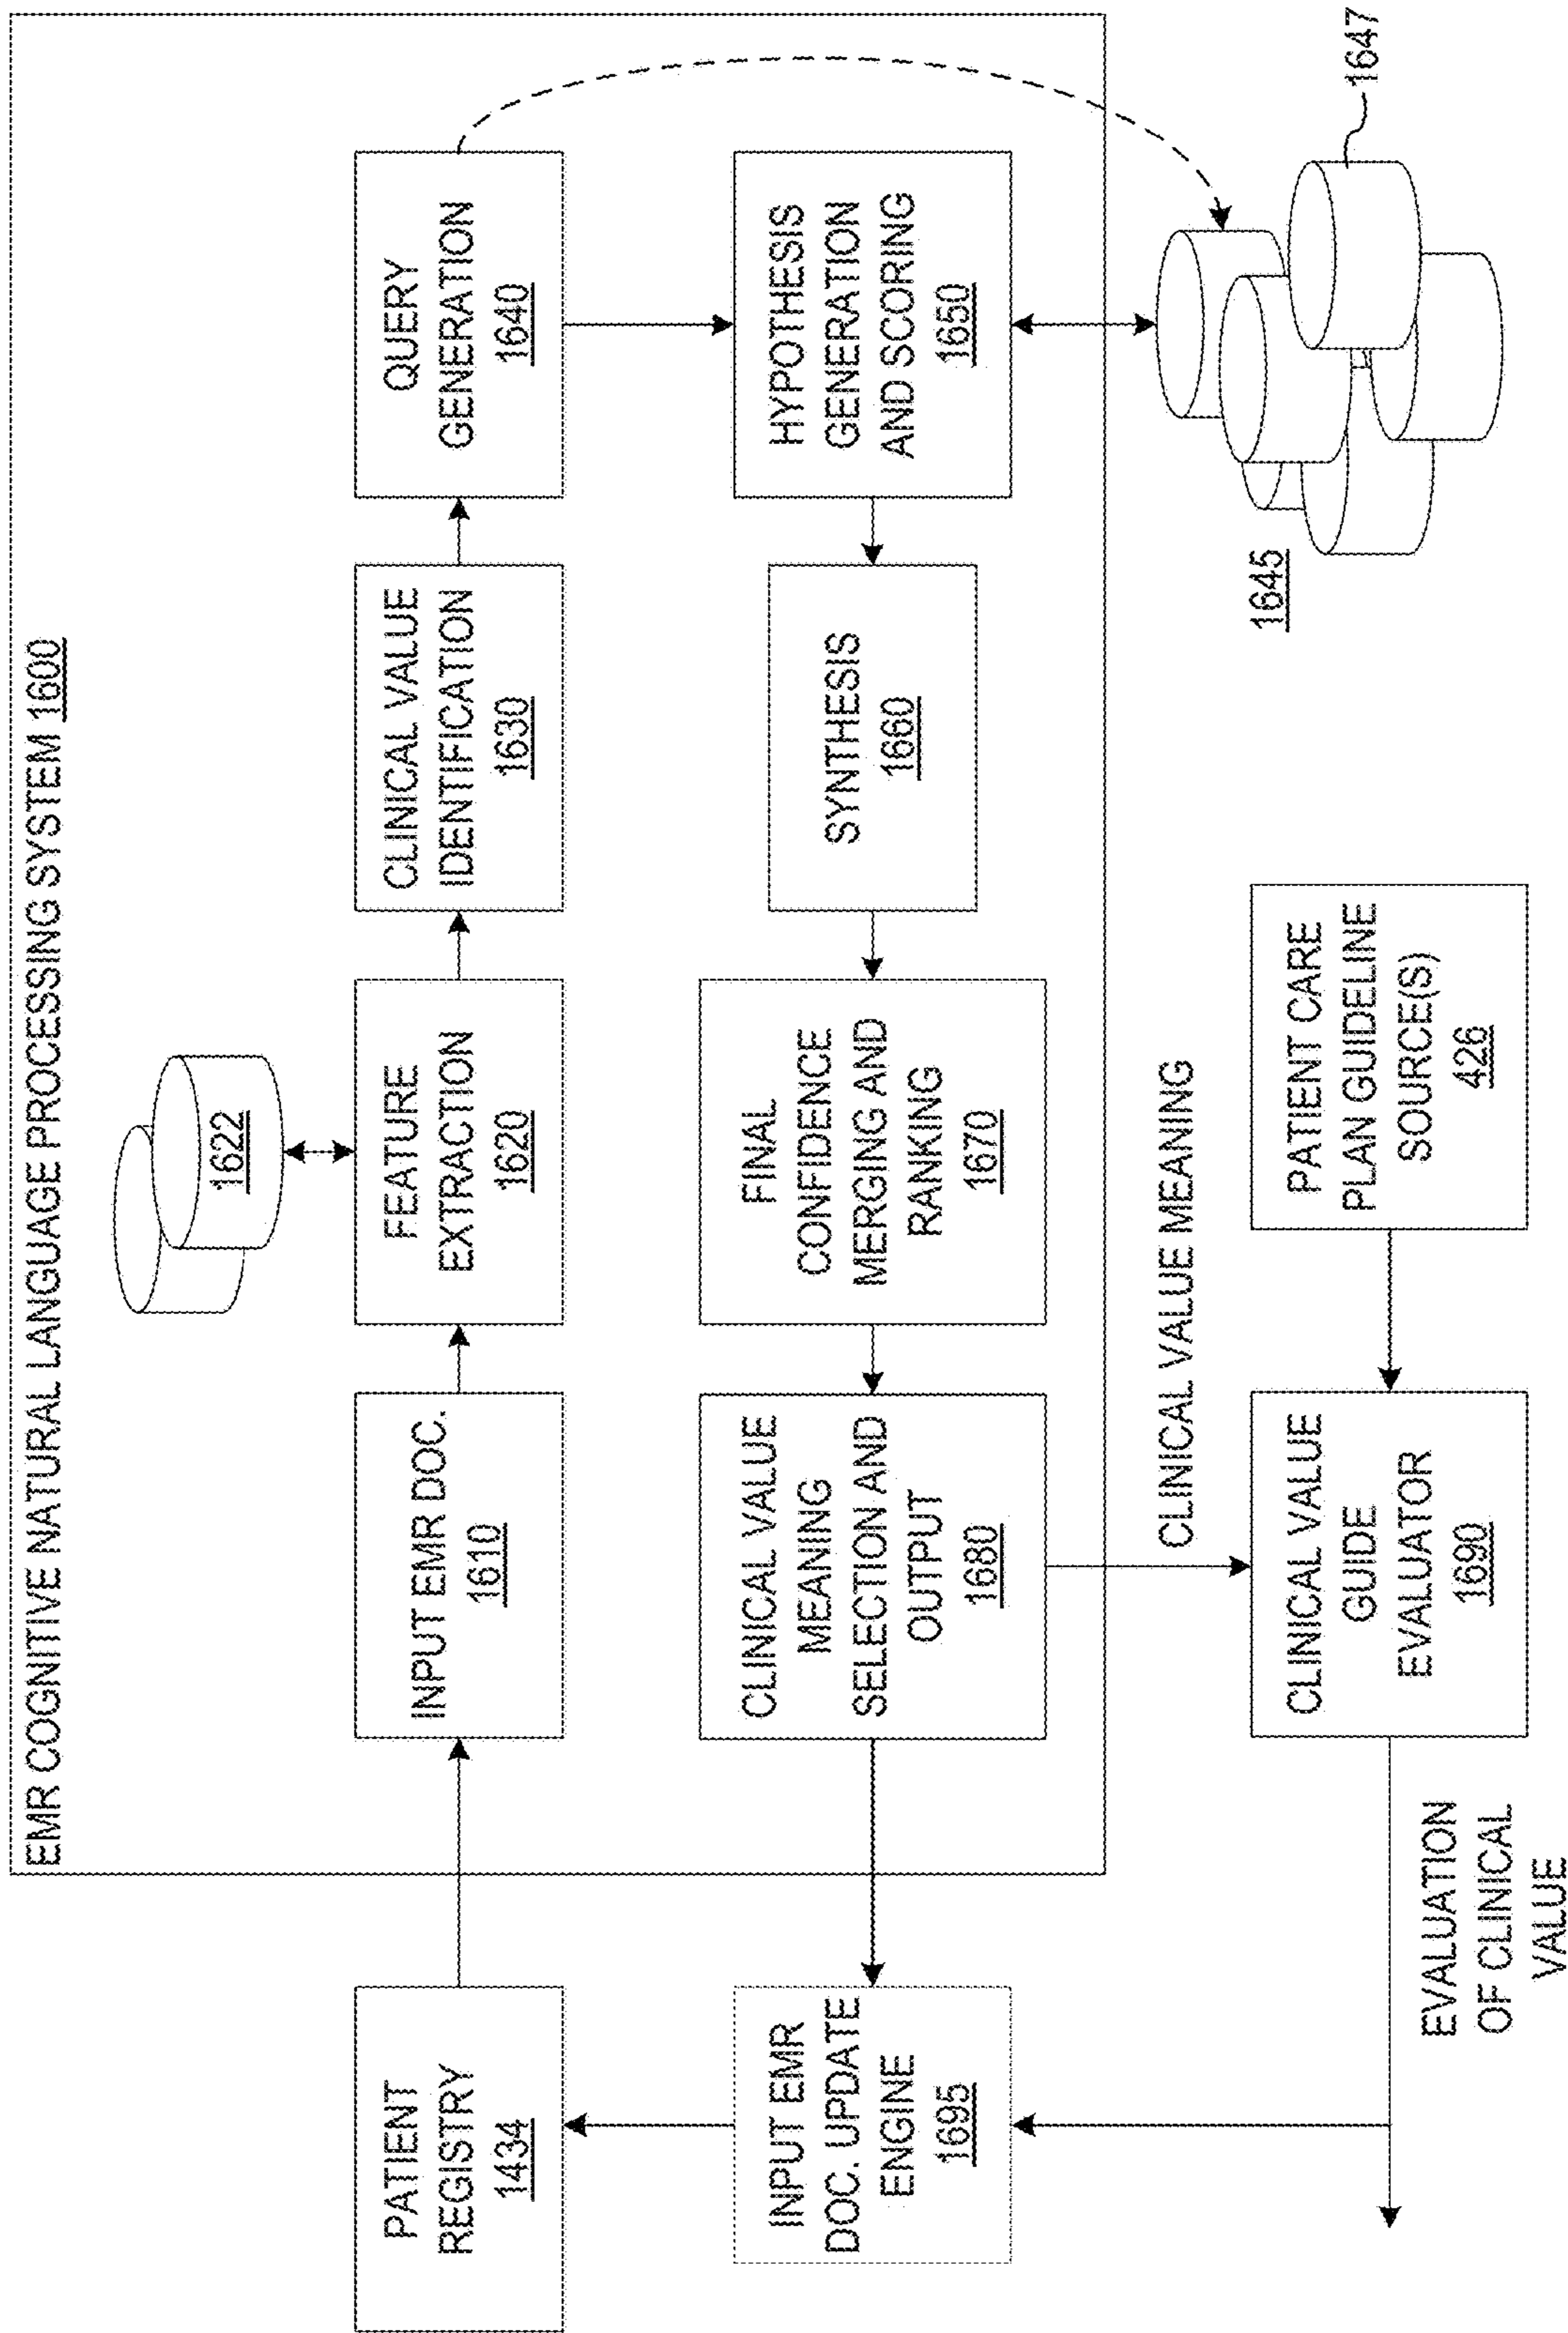 EMR COGNITIVE NATURAL LANGUAGE PROCESSING SYSTEM 1600
1622
PATIENT
REGISTRY
1434
INPUT EMR DOC.
1610
FEATURE
EXTRACTION
1620
CLINICAL VALUE
IDENTIFICATION
1630
QUERY
GENERATION
1640
INPUT EMR
DOC. UPDATE
ENGINE
1695
CLINICAL VALUE
MEANING
SELECTION AND
OUTPUT
1680
FINAL
CONFIDENCE
MERGING AND
RANKING
1670
SYNTHESIS
1660
HYPOTHESIS
GENERATION
AND SCORING
1650
CLINICAL VALUE MEANING
EVALUATION
OF CLINICAL
VALUE
CLINICAL VALUE
GUIDE
EVALUATOR
1690
PATIENT CARE
PLAN GUIDELINE
SOURCE(S)
426
1645
1647